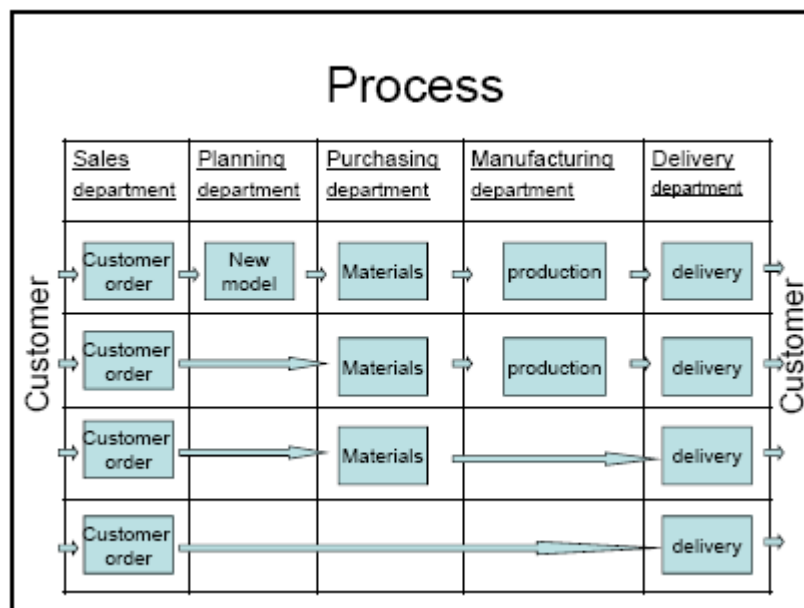 Process
Sales
department
Planning
department
Purchasing
department
Manufacturing
department
Delivery
department
Customer
Customer
order
New
model
Materials
production
delivery
Customer
order
Materials
production
delivery
Customer
order
Materials
delivery
Customer
order
delivery
Customer